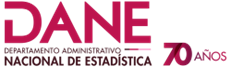 DANE
DEPARTAMENTO ADMINISTRATIVO
NACIONAL DE ESTADÍSTICA
70 AÑOS